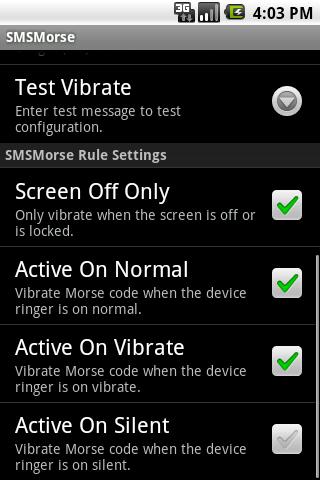 3G 4:03 PM
SMSMorse
Test Vibrate
Enter test message to test
configuration.
SMSMorse Rule Settings
Screen Off Only
Only vibrate when the screen is off or
is locked.
Active On Normal
Vibrate Morse code when the device
ringer is on normal.
Active On Vibrate
Vibrate Morse code when the device
ringer is on vibrate.
Active On Silent
Vibrate Morse code when the device
ringer is on silent.